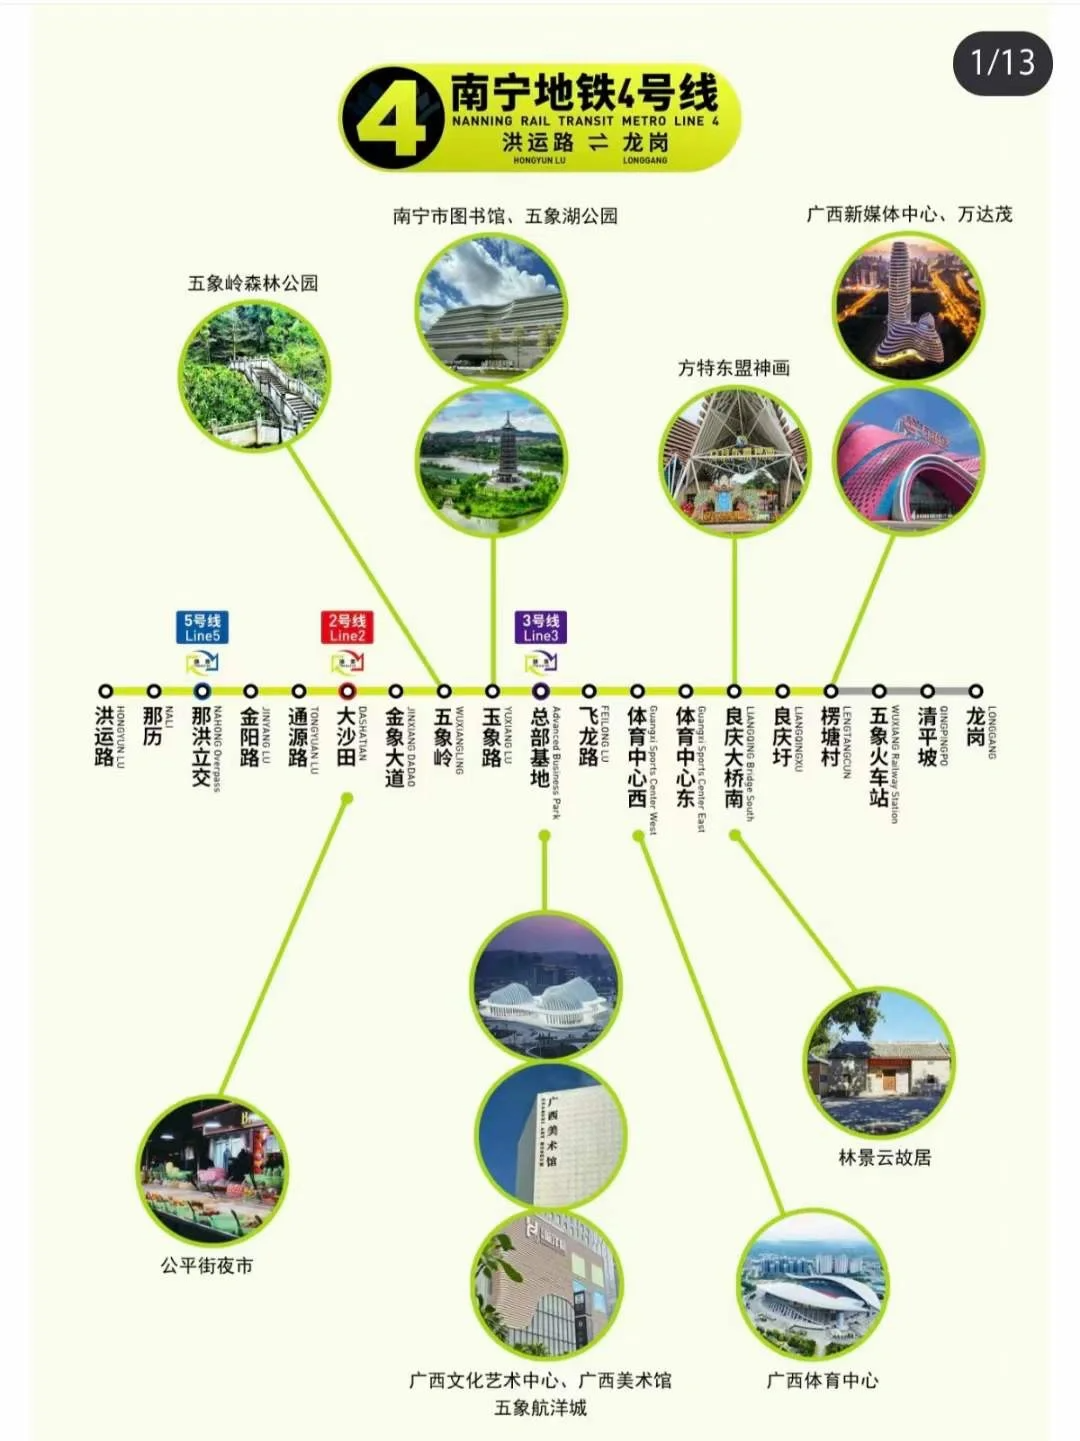 1/13
4
南宁地铁4号线
NANNING RAIL TRANSIT METRO LINE 4
洪运路 ⇌ 龙岗
HONGYUN LU LONGGANG
南宁市图书馆、五象湖公园
广西新媒体中心、万达茂
五象岭森林公园
方特东盟神画
5号线
Line5
2号线
Line2
3号线
Line3
洪运路
HONGYUN LU
那历
NALI
那洪立交
NAHONG Overpass
金阳路
JINYANG LU
通源路
TONGYUAN LU
大沙田
DASHATIAN
金象大道
JINXIANG DADAO
五象岭
WUXIANGLING
玉象路
YUXIANG LU
总部基地
Advanced Business Park
飞龙路
FEILONG LU
体育中心西
Guangxi Sports Center West
体育中心东
Guangxi Sports Center East
良庆大桥南
LIANGQING Bridge South
良庆圩
LIANGQINGXU
楞塘村
LENGTANGCUN
五象火车站
WUXIANG Railway Station
清平坡
QINGPINGPO
龙岗
LONGGANG
广西美术馆
GUANGXI ART MUSEUM
林景云故居
公平街夜市
广西文化艺术中心、广西美术馆
五象航洋城
广西体育中心